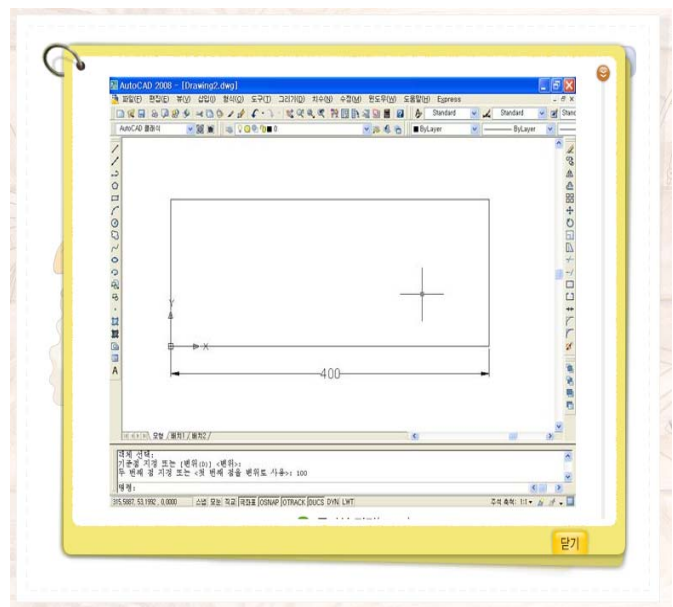 AutoCAD 2008 - [Drawing2.dwg]
파일(F) 편집(E) 뷰(V) 삽입(I) 형식(O) 도구(T) 그리기(D) 치수(N) 수정(M) 윈도우(W) 도움말(H) Express
Standard Standard Stand
AutoCAD 클래식 0 ByLayer ByLayer
Y
X
400
A
모형 / 배치1 / 배치2
객체 선택:
기준점 지정 또는 [변위(D)] <변위>:
두 번째 점 지정 또는 <첫 번째 점을 변위로 사용>: 100
명령:
315.5887, 53.1992 , 0.0000 스냅 모눈 직교 극좌표 OSNAP OTRACK DUCS DYN LWT 주석 축척: 1:1
닫기